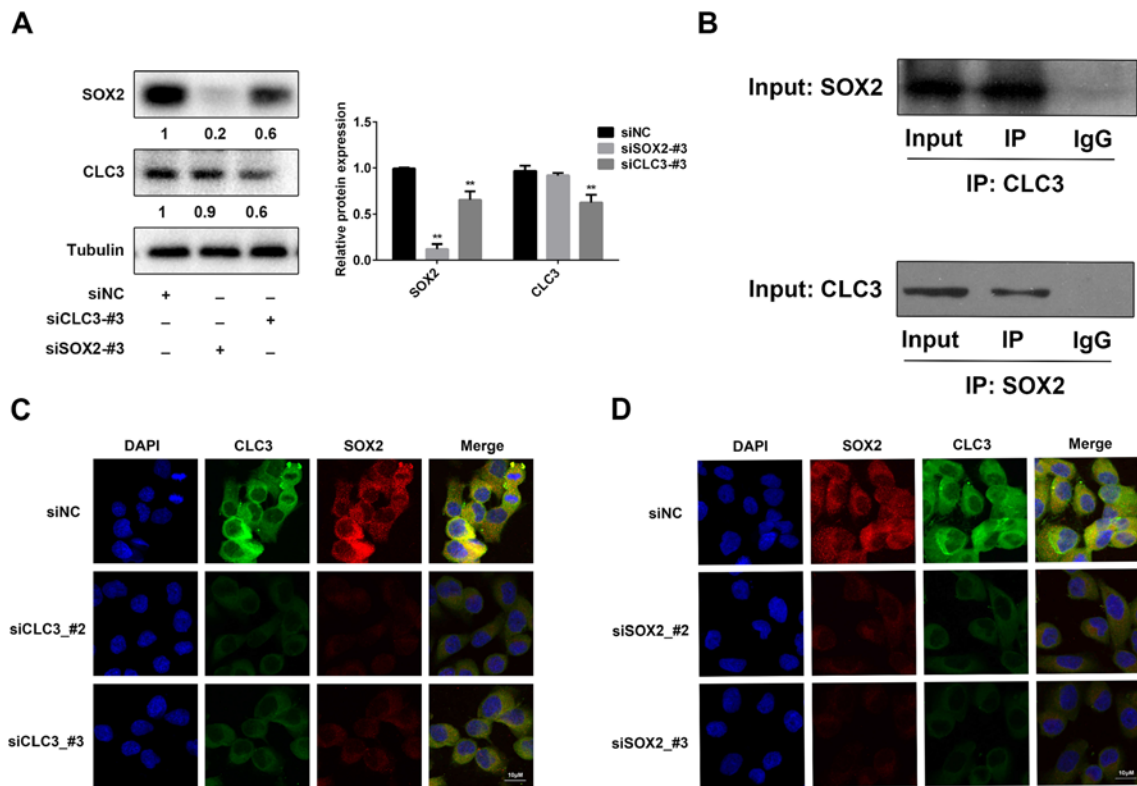 A
SOX2
1 0.2 0.6
CLC3
1 0.9 0.6
Tubulin
siNC + – –
siCLC3-#3 – – +
siSOX2-#3 – + –
Relative protein expression
1.5
1.0
0.5
0.0
** ** **
SOX2 CLC3
siNC
siSOX2-#3
siCLC3-#3
B
Input: SOX2
Input IP IgG
IP: CLC3
Input: CLC3
Input IP IgG
IP: SOX2
C
DAPI CLC3 SOX2 Merge
siNC
siCLC3_#2
siCLC3_#3
10μM
D
DAPI SOX2 CLC3 Merge
siNC
siSOX2_#2
siSOX2_#3
10μM